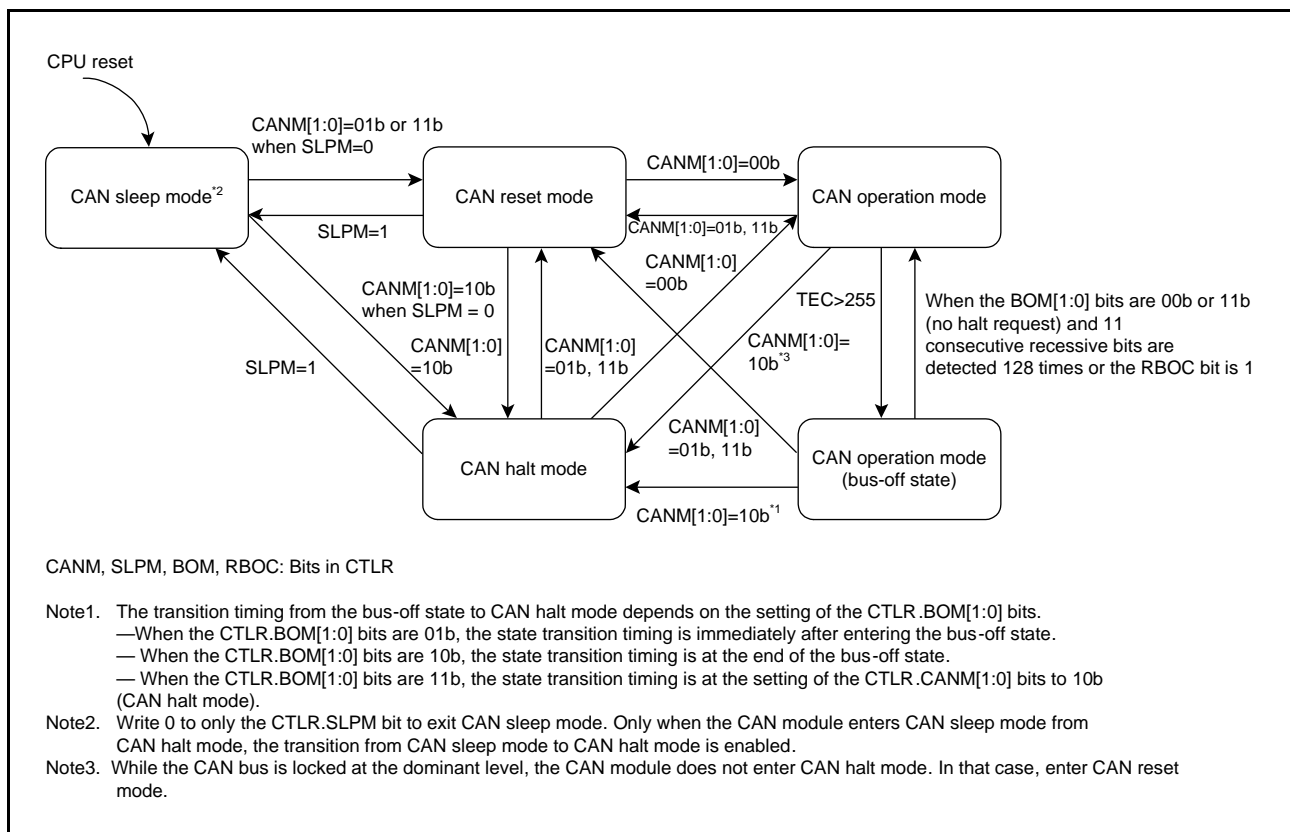 CPU reset
CANM[1:0]=01b or 11b
when SLPM=0
CANM[1:0]=00b
CAN sleep mode*2
CAN reset mode
CAN operation mode
SLPM=1
CANM[1:0]=01b, 11b
CANM[1:0]
=00b
CANM[1:0]=10b
when SLPM = 0
TEC>255
When the BOM[1:0] bits are 00b or 11b
(no halt request) and 11
consecutive recessive bits are
detected 128 times or the RBOC bit is 1
SLPM=1
CANM[1:0]
=10b
CANM[1:0]
=01b, 11b
CANM[1:0]=
10b*3
CANM[1:0]
=01b, 11b
CAN halt mode
CAN operation mode
(bus-off state)
CANM[1:0]=10b*1
CANM, SLPM, BOM, RBOC: Bits in CTLR
Note1. The transition timing from the bus-off state to CAN halt mode depends on the setting of the CTLR.BOM[1:0] bits.
—When the CTLR.BOM[1:0] bits are 01b, the state transition timing is immediately after entering the bus-off state.
— When the CTLR.BOM[1:0] bits are 10b, the state transition timing is at the end of the bus-off state.
— When the CTLR.BOM[1:0] bits are 11b, the state transition timing is at the setting of the CTLR.CANM[1:0] bits to 10b
(CAN halt mode).
Note2. Write 0 to only the CTLR.SLPM bit to exit CAN sleep mode. Only when the CAN module enters CAN sleep mode from
CAN halt mode, the transition from CAN sleep mode to CAN halt mode is enabled.
Note3. While the CAN bus is locked at the dominant level, the CAN module does not enter CAN halt mode. In that case, enter CAN reset
mode.